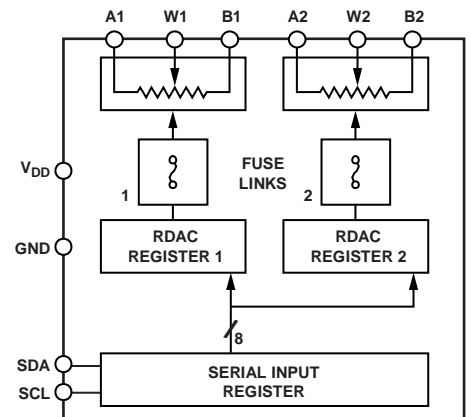 A1 W1 B1 A2 W2 B2
V_DD
1
FUSE
LINKS
2
GND
RDAC
REGISTER 1
RDAC
REGISTER 2
8
SDA
SCL
SERIAL INPUT
REGISTER